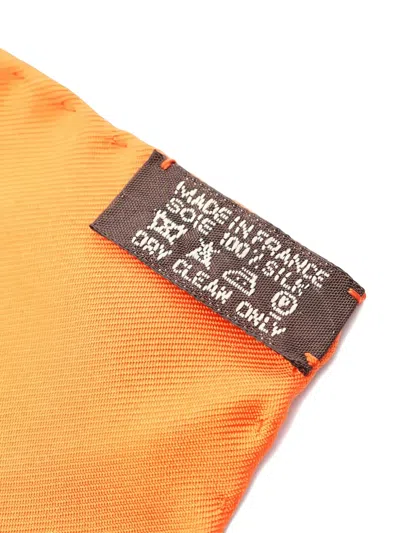 MADE IN FRANCE
SOIE 100% SILK
P
DRY CLEAN ONLY